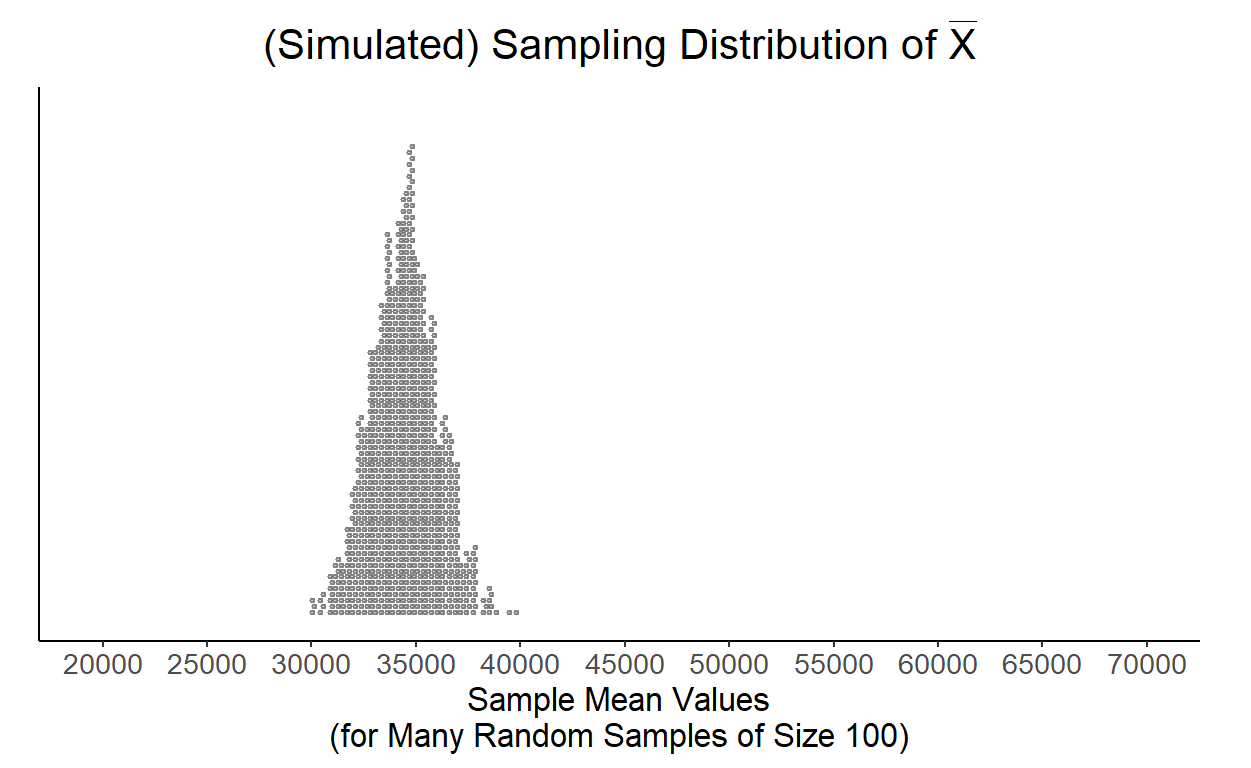 (Simulated) Sampling Distribution of X̅
20000 25000 30000 35000 40000 45000 50000 55000 60000 65000 70000
Sample Mean Values
(for Many Random Samples of Size 100)